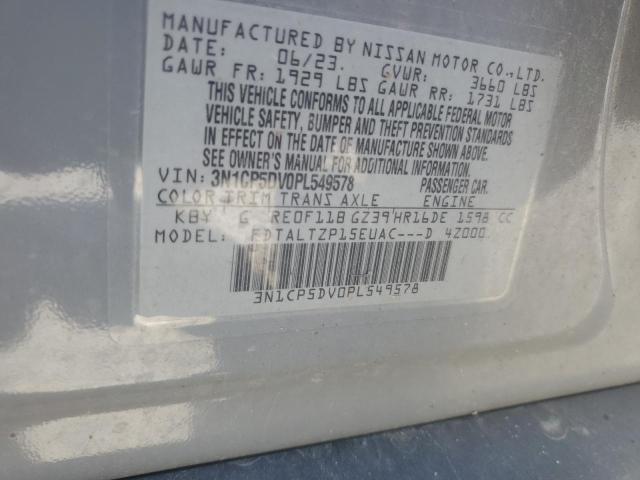 MANUFACTURED BY NISSAN MOTOR CO.,LTD.
DATE: 06/23. GVWR: 3660 LBS
GAWR FR: 1929 LBS GAWR RR: 1731 LBS
THIS VEHICLE CONFORMS TO ALL APPLICABLE FEDERAL MOTOR
VEHICLE SAFETY, BUMPER AND THEFT PREVENTION STANDARDS
IN EFFECT ON THE DATE OF MANUFACTURE SHOWN ABOVE.
SEE OWNER'S MANUAL FOR ADDITIONAL INFORMATION.
VIN: 3N1CP5DV0PL549578 PASSENGER CAR.
COLOR TRIM TRANS AXLE ENGINE
KBY G RE0F11B GZ39 HR16DE 1598 CC
MODEL: FDTALTZP15EUAC---D 4Z000
3N1CP5DV0PL549578